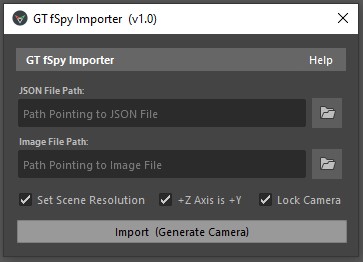 GT fSpy Importer (v1.0)
GT fSpy Importer Help
JSON File Path:
Path Pointing to JSON File
Image File Path:
Path Pointing to Image File
Set Scene Resolution +Z Axis is +Y Lock Camera
Import (Generate Camera)